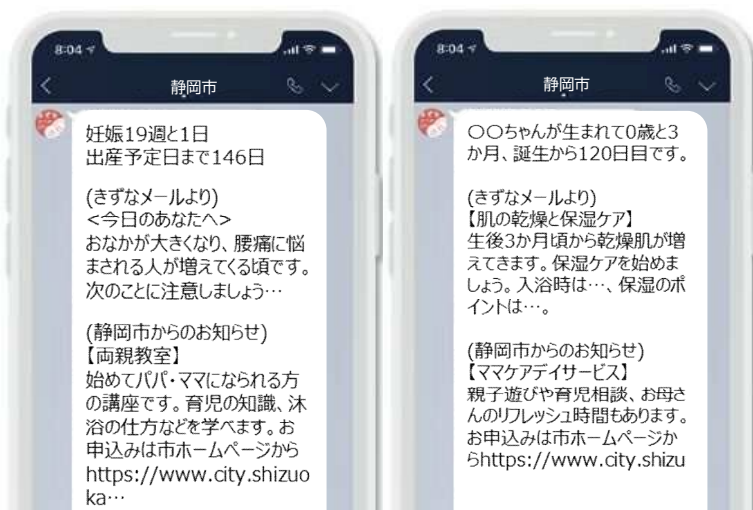 8:04
静岡市
妊娠19週と1日
出産予定日まで146日
(きずなメールより)
<今日のあなたへ>
おなかが大きくなり、腰痛に悩
まされる人が増えてくる頃です。
次のことに注意しましょう…
(静岡市からのお知らせ)
【両親教室】
始めてパパ・ママになられる方
の講座です。育児の知識、沐
浴の仕方などを学べます。お
申込みは市ホームページから
https://www.city.shizuo
ka…
8:04
静岡市
〇〇ちゃんが生まれて0歳と3
か月、誕生から120日目です。
(きずなメールより)
【肌の乾燥と保湿ケア】
生後3か月頃から乾燥肌が増
えてきます。保湿ケアを始めま
しょう。入浴時は…、保湿のポ
イントは…。
(静岡市からのお知らせ)
【ママケアデイサービス】
親子遊びや育児相談、お母さ
んのリフレッシュ時間もあります。
お申込みは市ホームページか
らhttps://www.city.shizu